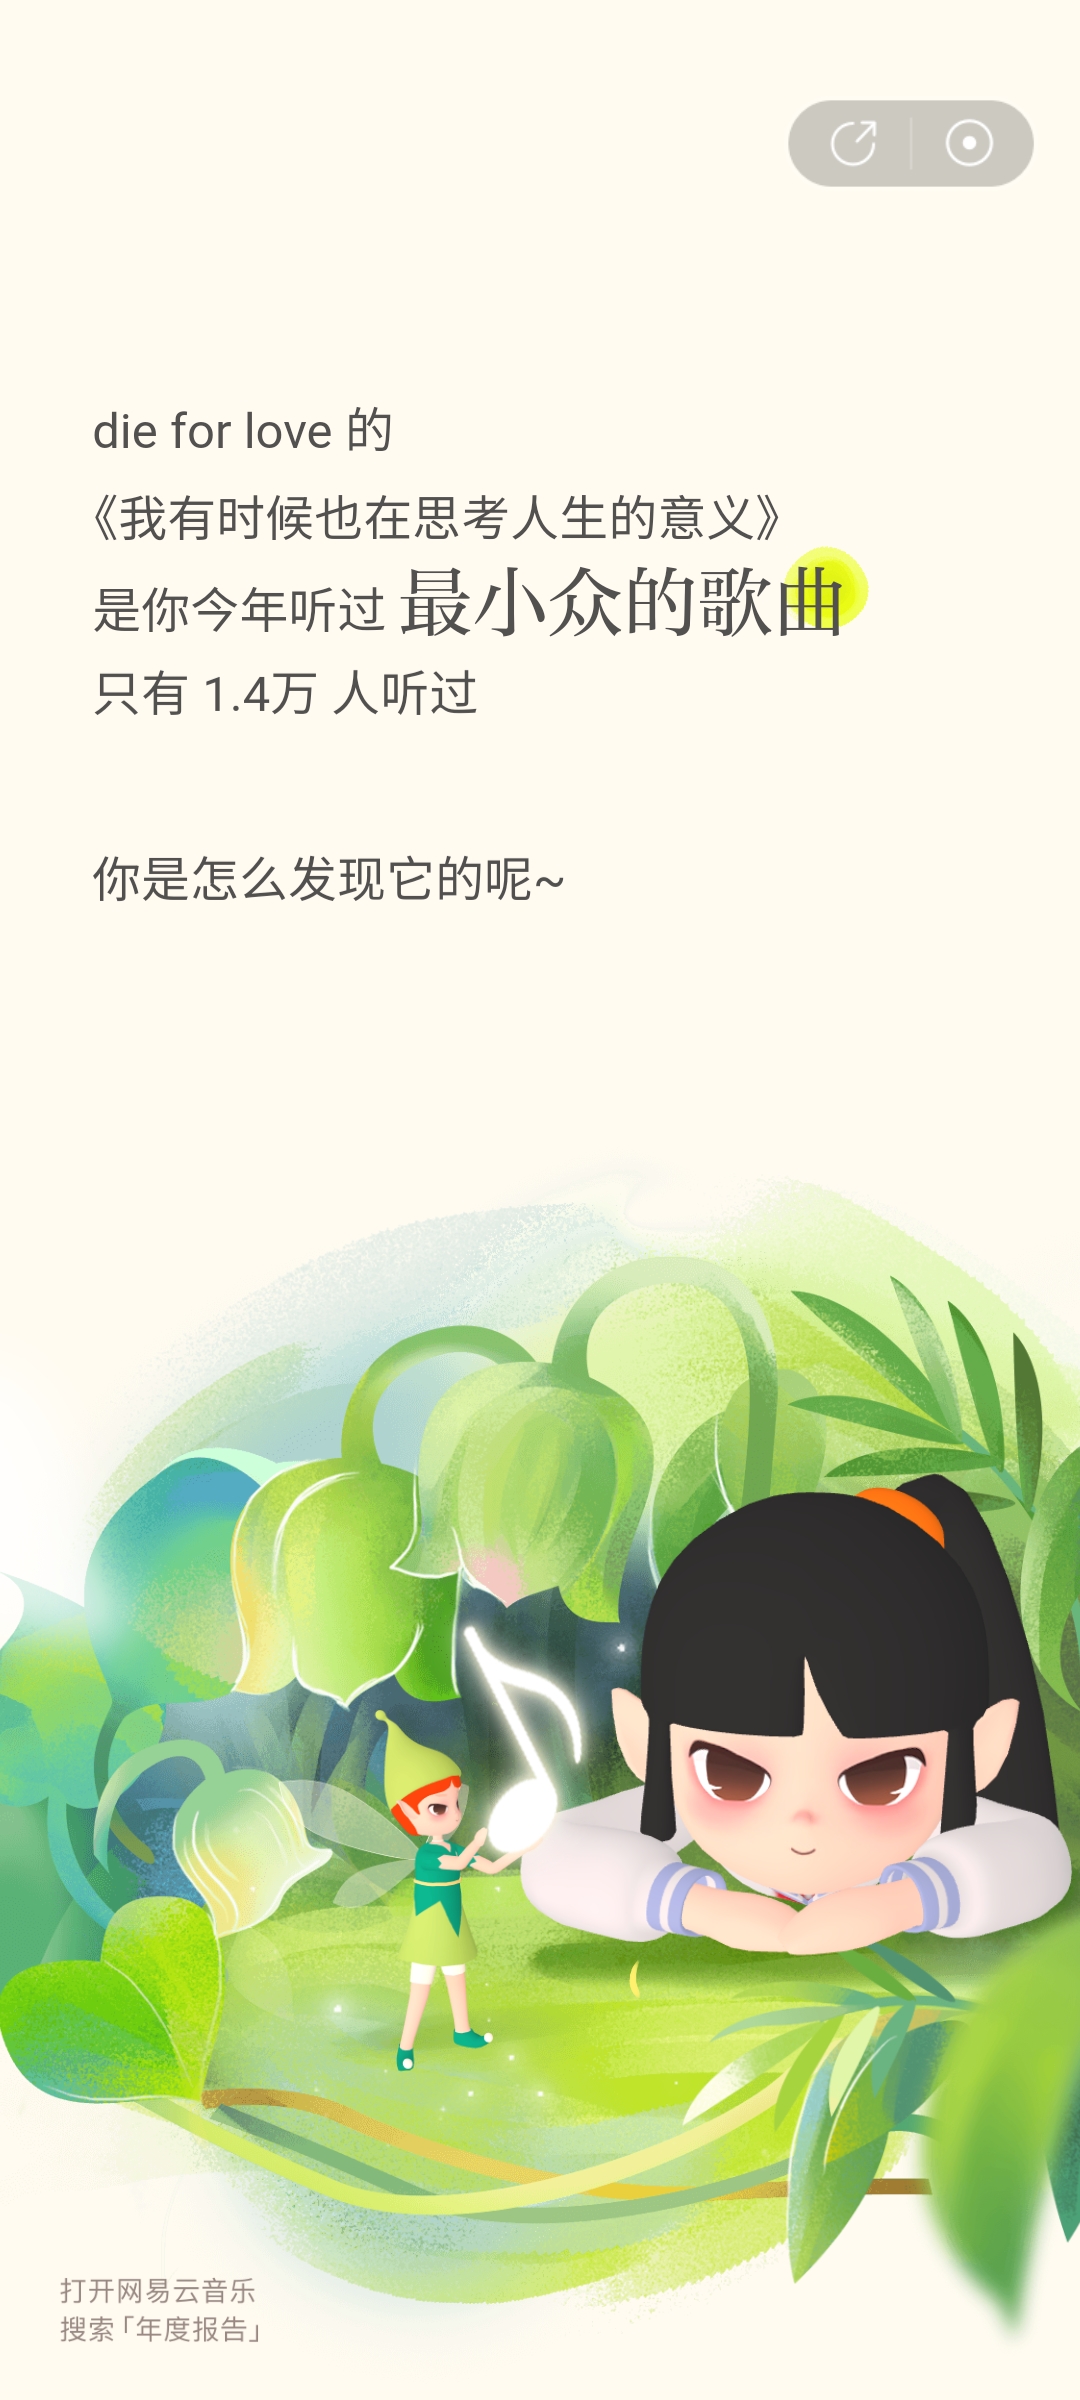 die for love 的
《我有时候也在思考人生的意义》
是你今年听过 最小众的歌曲
只有 1.4万 人听过
你是怎么发现它的呢~
打开网易云音乐
搜索「年度报告」